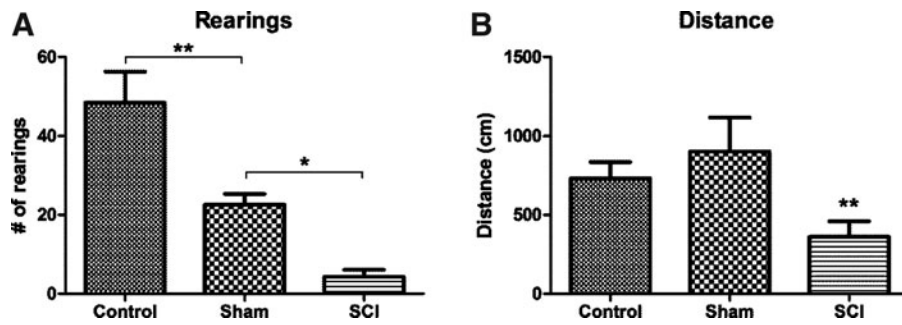 A
Rearings
# of rearings
60
40
20
0
**
*
Control
Sham
SCI
B
Distance
Distance (cm)
1500
1000
500
0
**
Control
Sham
SCI